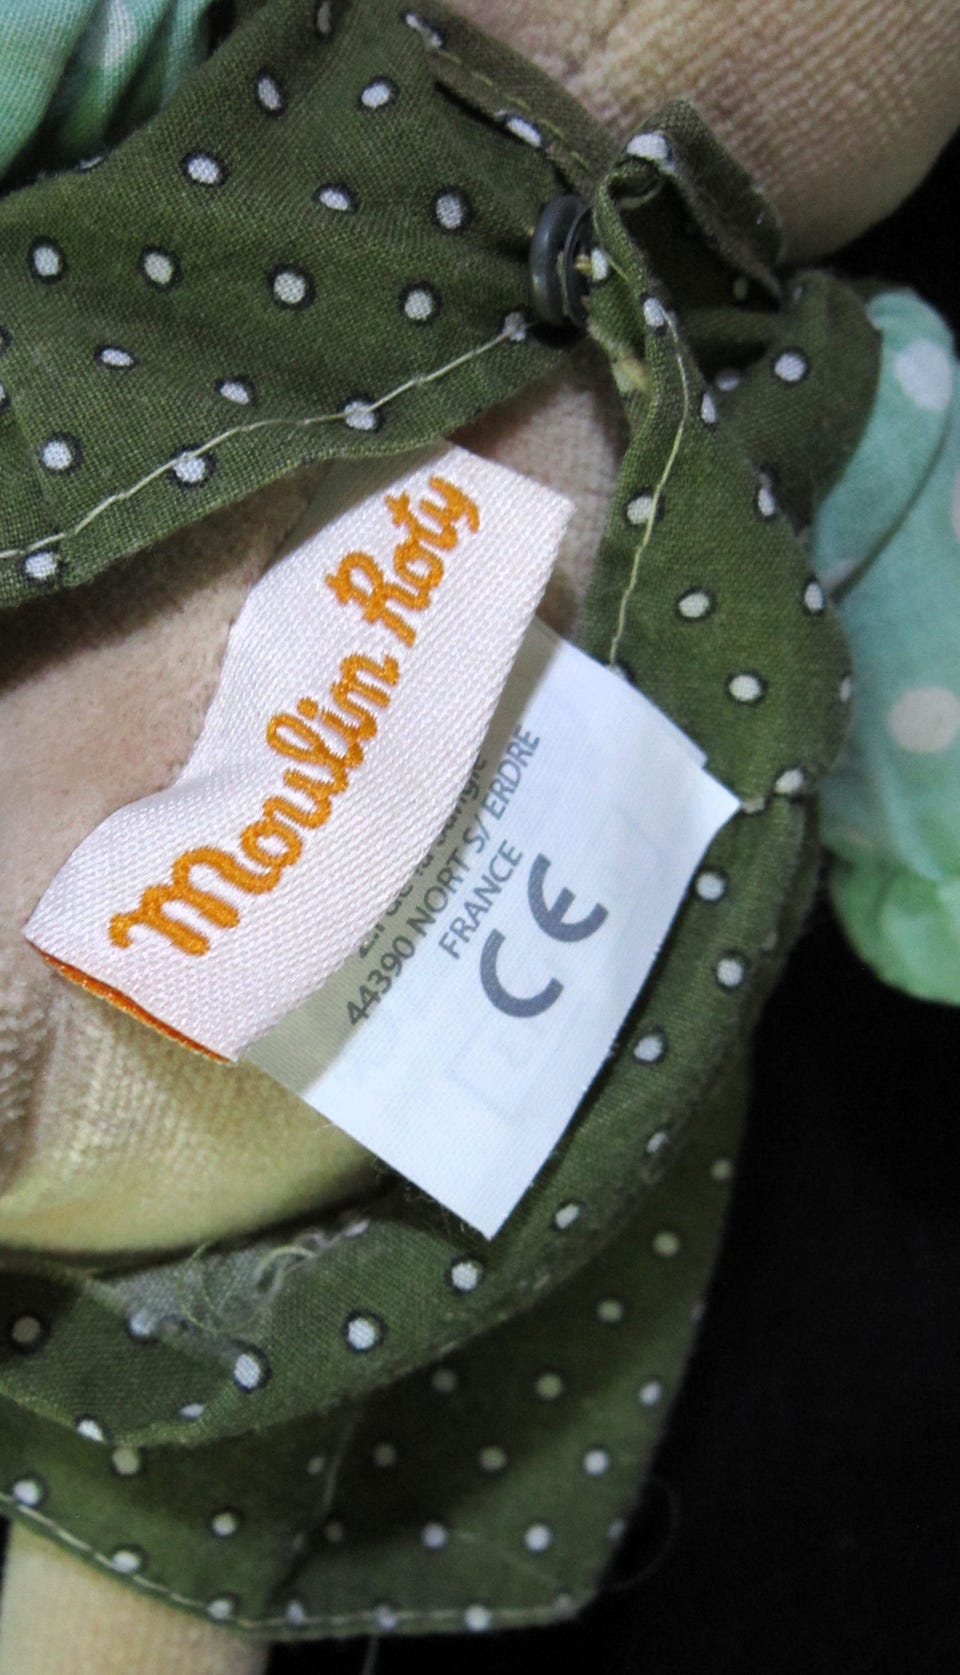 Moulin Roty
44390 NORT S/ ERDRE
FRANCE
CE